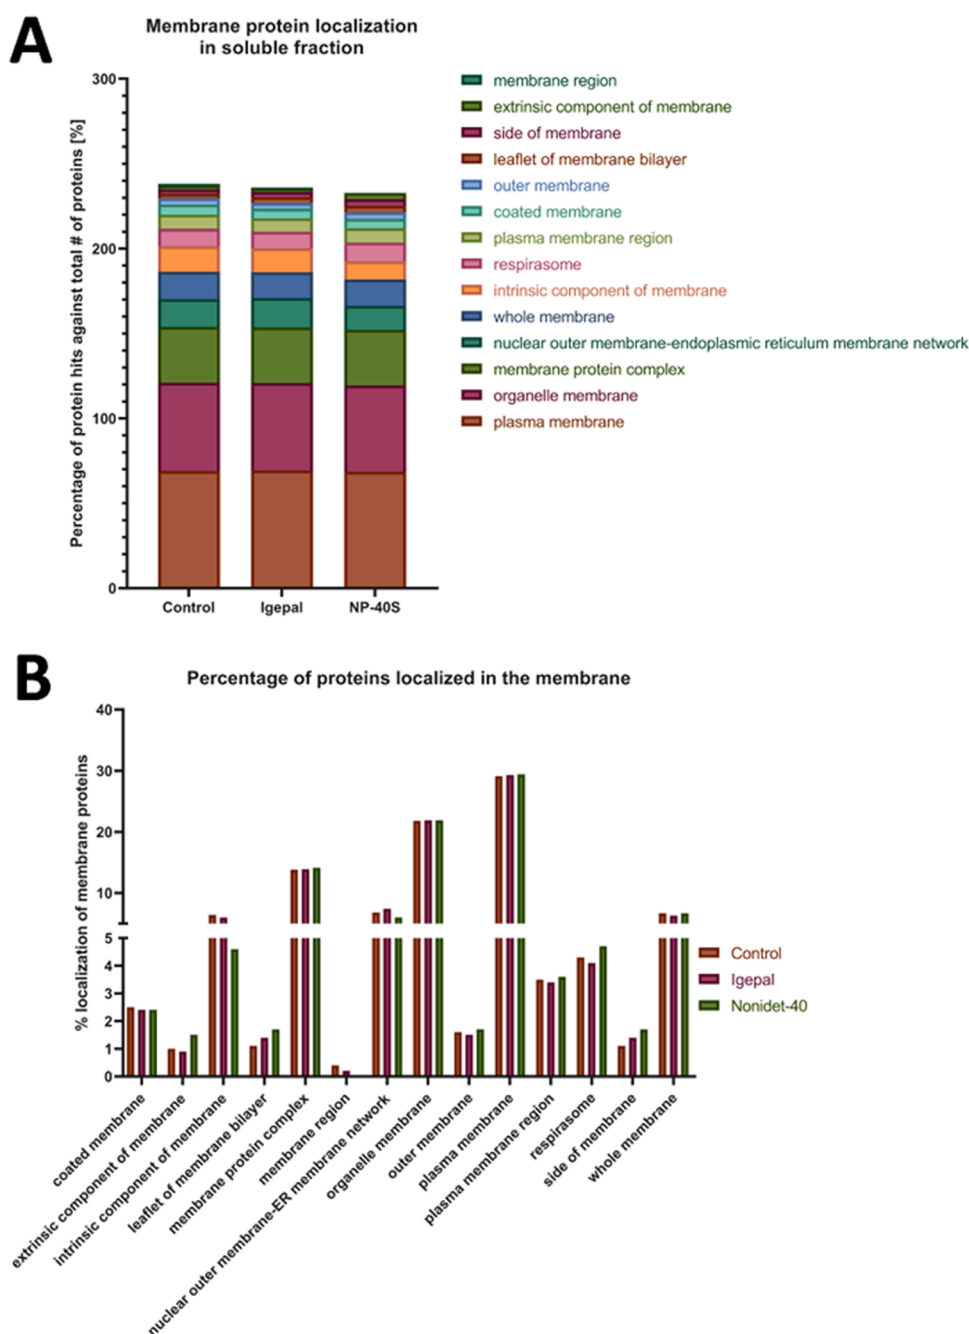 A
Membrane protein localization
in soluble fraction
Percentage of protein hits against total # of proteins [%]
300
200
100
0
Control
Igepal
NP-40S
membrane region
extrinsic component of membrane
side of membrane
leaflet of membrane bilayer
outer membrane
coated membrane
plasma membrane region
respirasome
intrinsic component of membrane
whole membrane
nuclear outer membrane-endoplasmic reticulum membrane network
membrane protein complex
organelle membrane
plasma membrane
B
Percentage of proteins localized in the membrane
% localization of membrane proteins
40
30
20
10
5
4
3
2
1
0
Control
Igepal
Nonidet-40
coated membrane
extrinsic component of membrane
intrinsic component of membrane
leaflet of membrane bilayer
membrane protein complex
membrane region
nuclear outer membrane-ER membrane network
organelle membrane
outer membrane
plasma membrane
plasma membrane region
respirasome
side of membrane
whole membrane